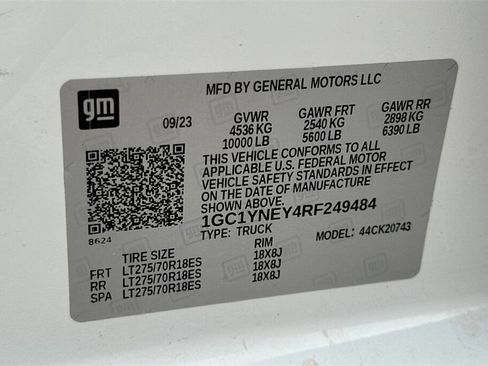 gm
MFD BY GENERAL MOTORS LLC
09/23 GVWR GAWR FRT GAWR RR
4536 KG 2540 KG 2898 KG
10000 LB 5600 LB 6390 LB
THIS VEHICLE CONFORMS TO ALL
APPLICABLE U.S. FEDERAL MOTOR
VEHICLE SAFETY STANDARDS IN EFFECT
ON THE DATE OF MANUFACTURE
SHOWN ABOVE.
8624
1GC1YNEY4RF249484
TYPE: TRUCK MODEL: 44CK20743
TIRE SIZE RIM
FRT LT275/70R18ES 18X8J
RR LT275/70R18ES 18X8J
SPA LT275/70R18ES 18X8J